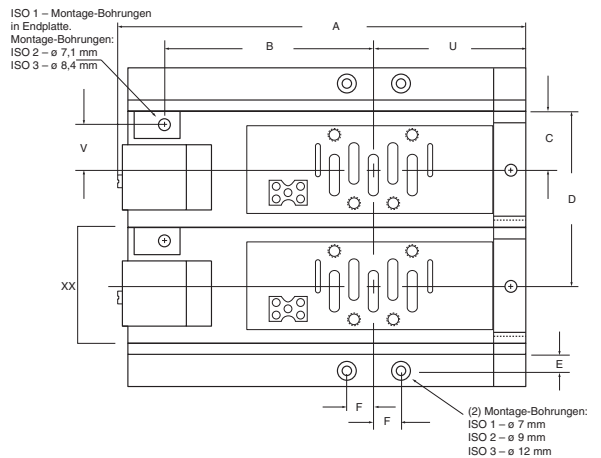 ISO 1 – Montage-Bohrungen
in Endplatte.
Montage-Bohrungen:
ISO 2 – ø 7,1 mm
ISO 3 – ø 8,4 mm
A
B
U
V
C
D
XX
E
F
F
(2) Montage-Bohrungen:
ISO 1 – ø 7 mm
ISO 2 – ø 9 mm
ISO 3 – ø 12 mm